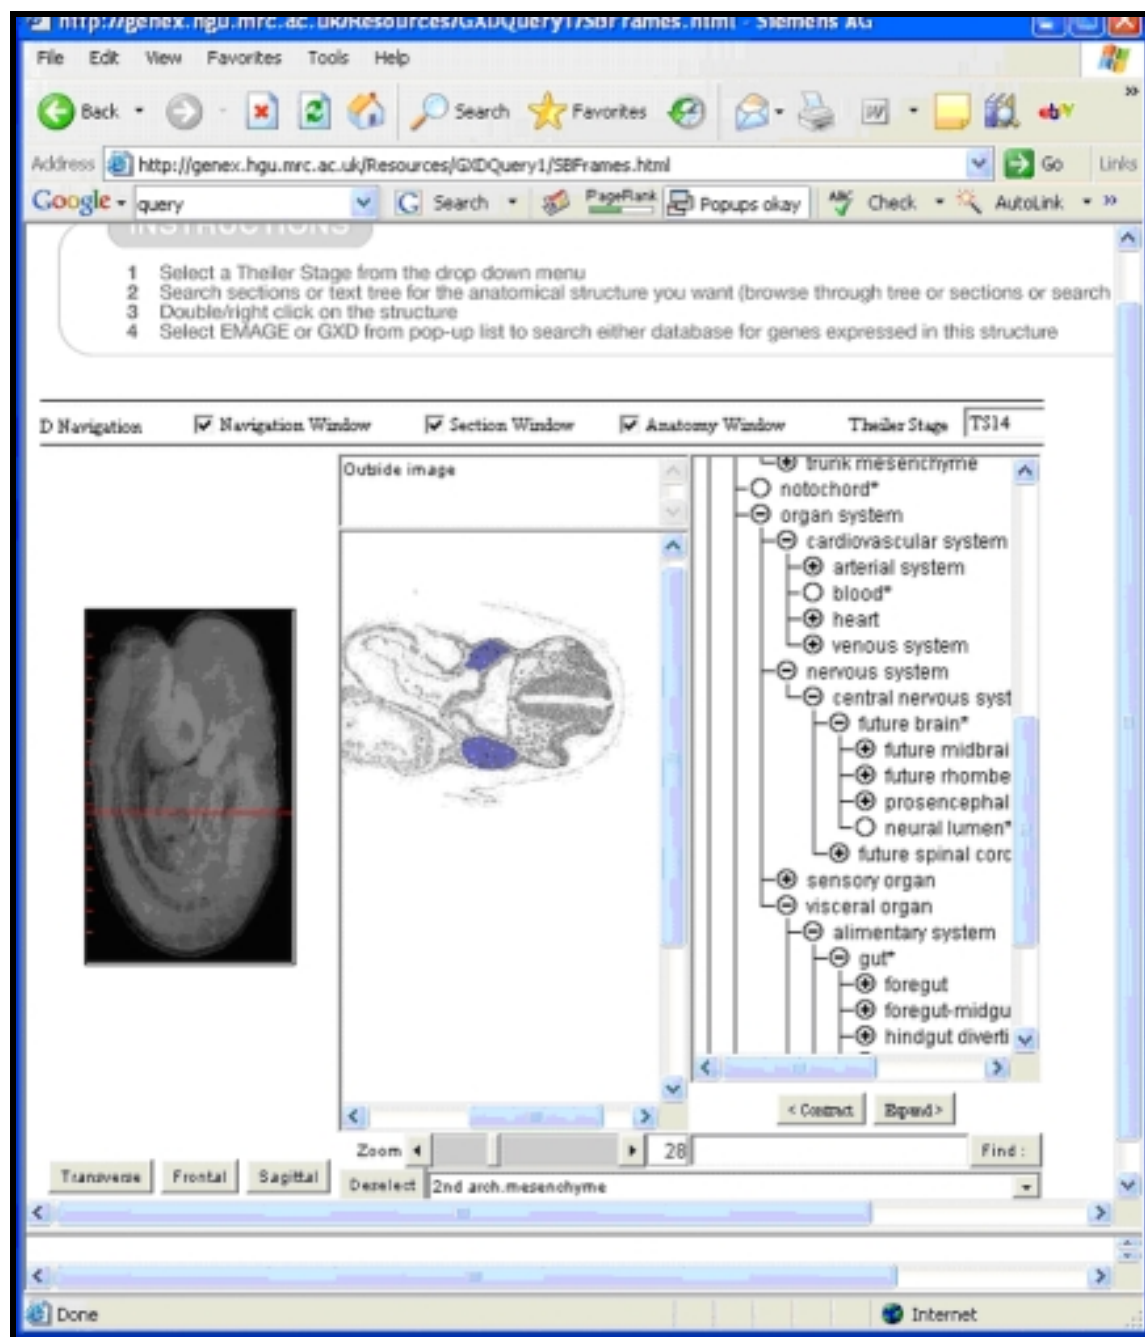 http://genex.hgu.mrc.ac.uk/Resources/GXDQuery1/SBFrames.html - Siemens AG
File Edit View Favorites Tools Help
Back Search Favorites
Address http://genex.hgu.mrc.ac.uk/Resources/GXDQuery1/SBFrames.html Go Links
Google query Search PageRank Popups okay Check AutoLink
INSTRUCTIONS
1 Select a Theiler Stage from the drop down menu
2 Search sections or text tree for the anatomical structure you want (browse through tree or sections or search
3 Double/right click on the structure
4 Select EMAGE or GXD from pop-up list to search either database for genes expressed in this structure
D Navigation Navigation Window Section Window Anatomy Window Theiler Stage TS14
Outside image
trunk mesenchyme
notochord*
organ system
cardiovascular system
arterial system
blood*
heart
venous system
nervous system
central nervous syst
future brain*
future midbrai
future rhombe
prosencephal
neural lumen*
future spinal corc
sensory organ
visceral organ
alimentary system
gut*
foregut
foregut-midgu
hindgut diverti
< Contract Expand >
Zoom 28 Find :
Transverse Frontal Sagittal Deselect 2nd arch.mesenchyme
Done Internet